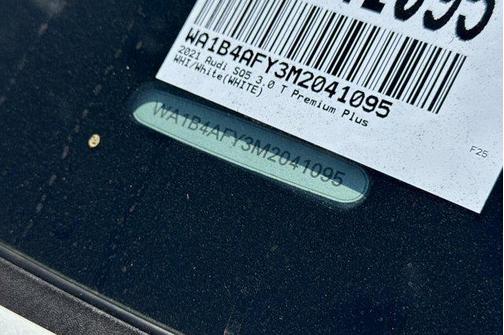 WA1B4AFY3M2041095
2021 Audi SQ5 3.0 T Premium Plus
WHI/White(WHITE)
F25
WA1B4AFY3M2041095